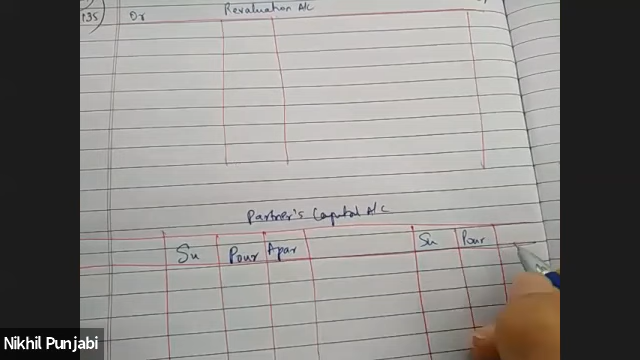 135
Dr Revaluation A/c
Partner's Capital A/c
Su Pour Apar Su Pour
Nikhil Punjabi